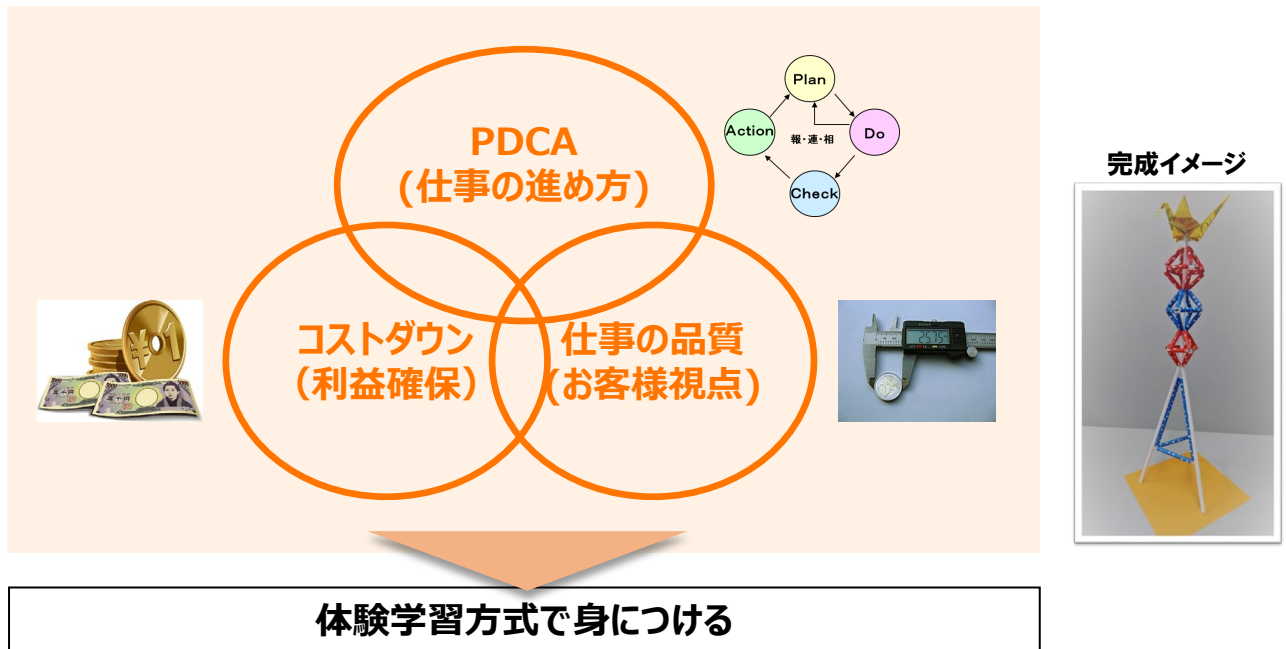 PDCA
(仕事の進め方)
Plan
Action
報・連・相
Do
Check
完成イメージ
コストダウン
（利益確保）
仕事の品質
(お客様視点)
体験学習方式で身につける